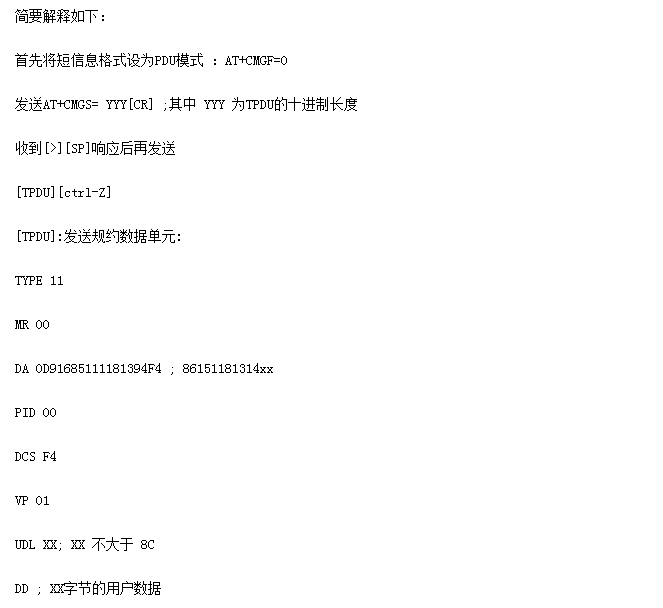 简要解释如下:
首先将短信息格式设为PDU模式 : AT+CMGF=0
发送AT+CMGS= YYY[CR] ;其中 YYY 为TPDU的十进制长度
收到[>][SP]响应后再发送
[TPDU][ctrl-Z]
[TPDU]:发送规约数据单元:
TYPE 11
MR 00
DA 0D91685111181394F4 ; 86151181314xx
PID 00
DCS F4
VP 01
UDL XX; XX 不大于 8C
DD ; XX字节的用户数据